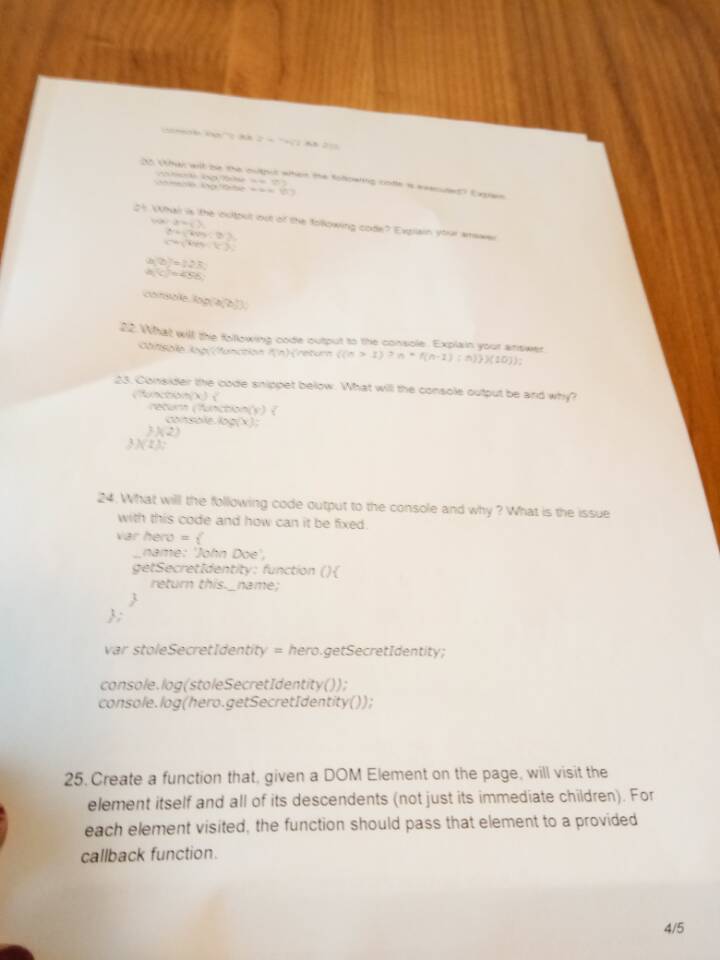 console.log("1 && 2 = "+(1 && 2));
20. What will be the output when the following code is executed? Explain.
console.log(false == '0')
console.log(false === '0')
21. What is the output out of the following code? Explain your answer.
var a={},
b={key:'b'},
c={key:'c'};
a[b]=123;
a[c]=456;
console.log(a[b]);
22. What will the following code output to the console. Explain your answer.
console.log((function f(n){return ((n > 1) ? n * f(n-1) : n)})(10));
23. Consider the code snippet below. What will the console output be and why?
(function(x) {
return (function(y) {
console.log(x);
})(2)
})(1);
24. What will the following code output to the console and why ? What is the issue
with this code and how can it be fixed.
var hero = {
_name: 'John Doe',
getSecretIdentity: function (){
return this._name;
}
};
var stoleSecretIdentity = hero.getSecretIdentity;
console.log(stoleSecretIdentity());
console.log(hero.getSecretIdentity());
25. Create a function that, given a DOM Element on the page, will visit the
element itself and all of its descendents (not just its immediate children). For
each element visited, the function should pass that element to a provided
callback function.
4/5